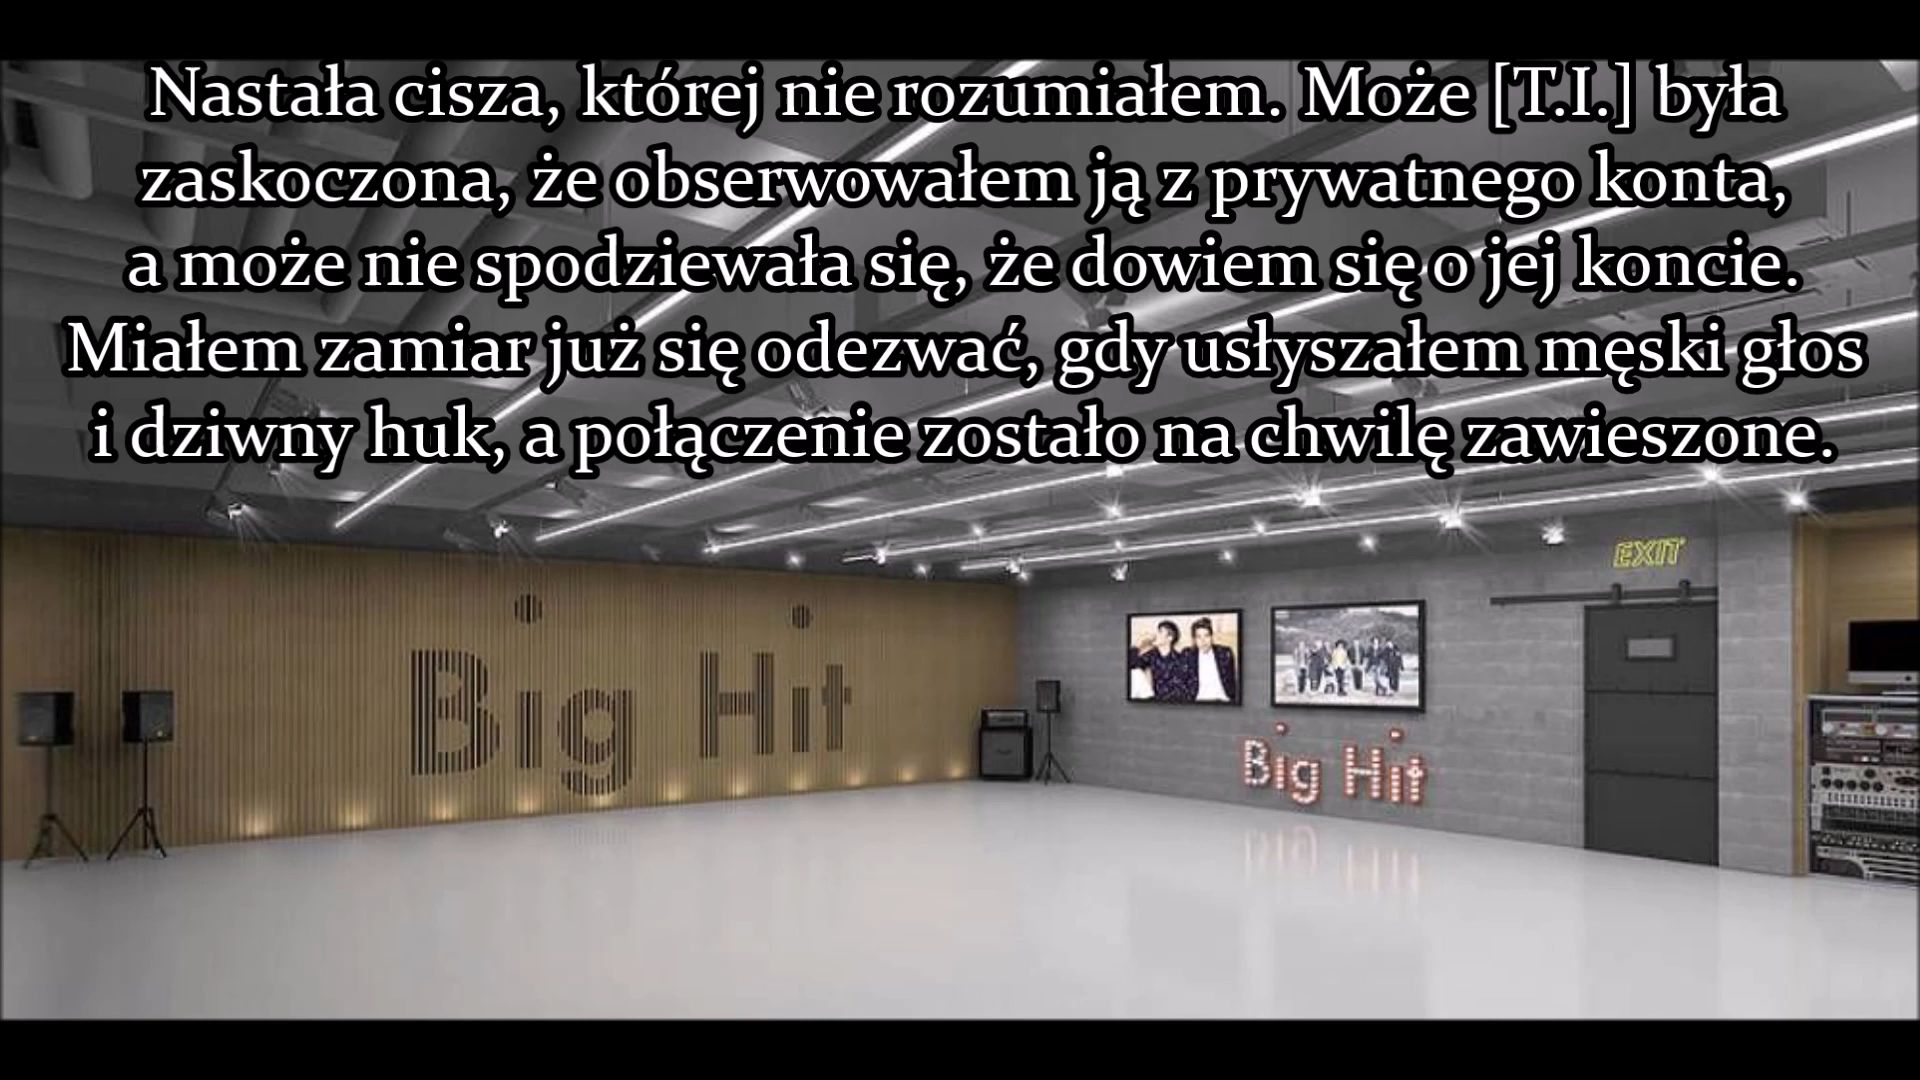 Nastała cisza, której nie rozumiałem. Może [T.I.] była
zaskoczona, że obserwowałem ją z prywatnego konta,
a może nie spodziewała się, że dowiem się o jej koncie.
Miałem zamiar już się odezwać, gdy usłyszałem męski głos
i dziwny huk, a połączenie zostało na chwilę zawieszone.
EXIT
Big Hit
Big Hit